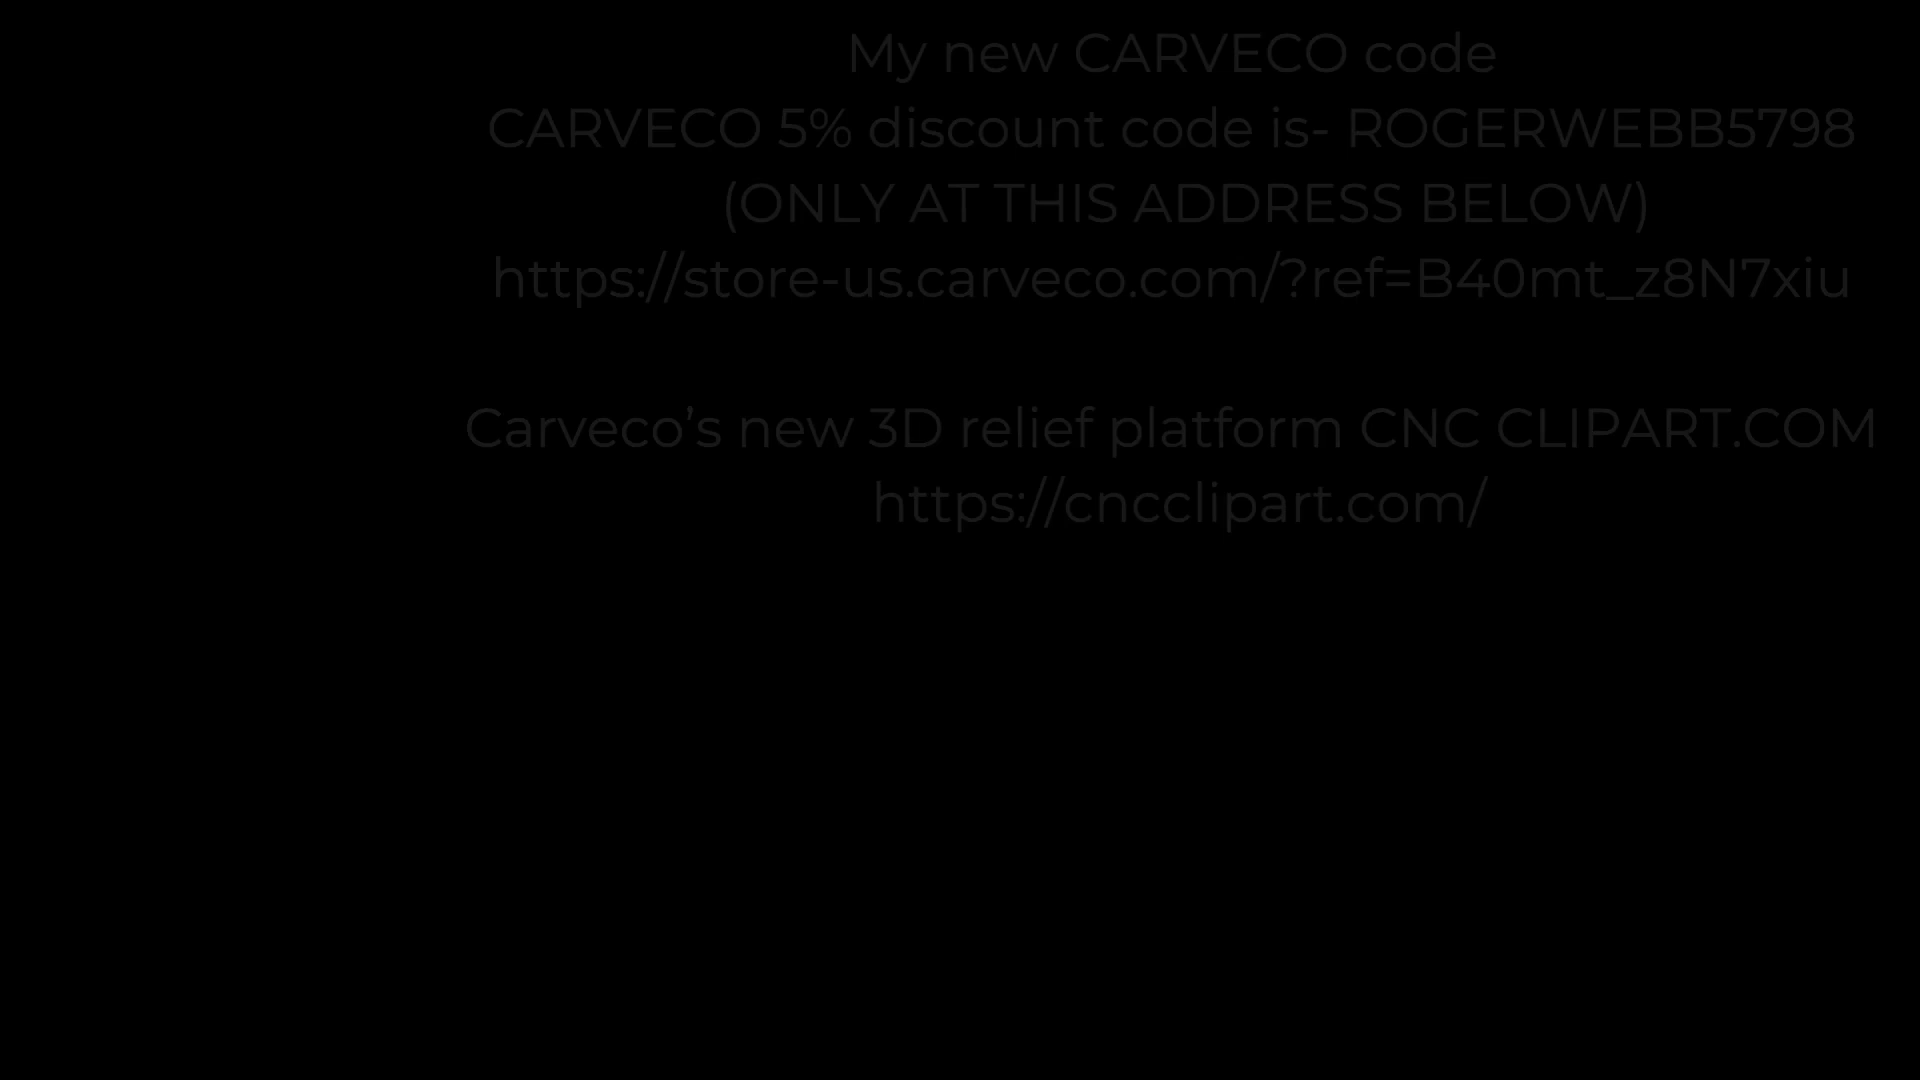 My new CARVECO code
CARVECO 5% discount code is- ROGERWEBB5798
(ONLY AT THIS ADDRESS BELOW)
https://store-us.carveco.com/?ref=B40mt_z8N7xiu
Carveco’s new 3D relief platform CNC CLIPART.COM
https://cncclipart.com/